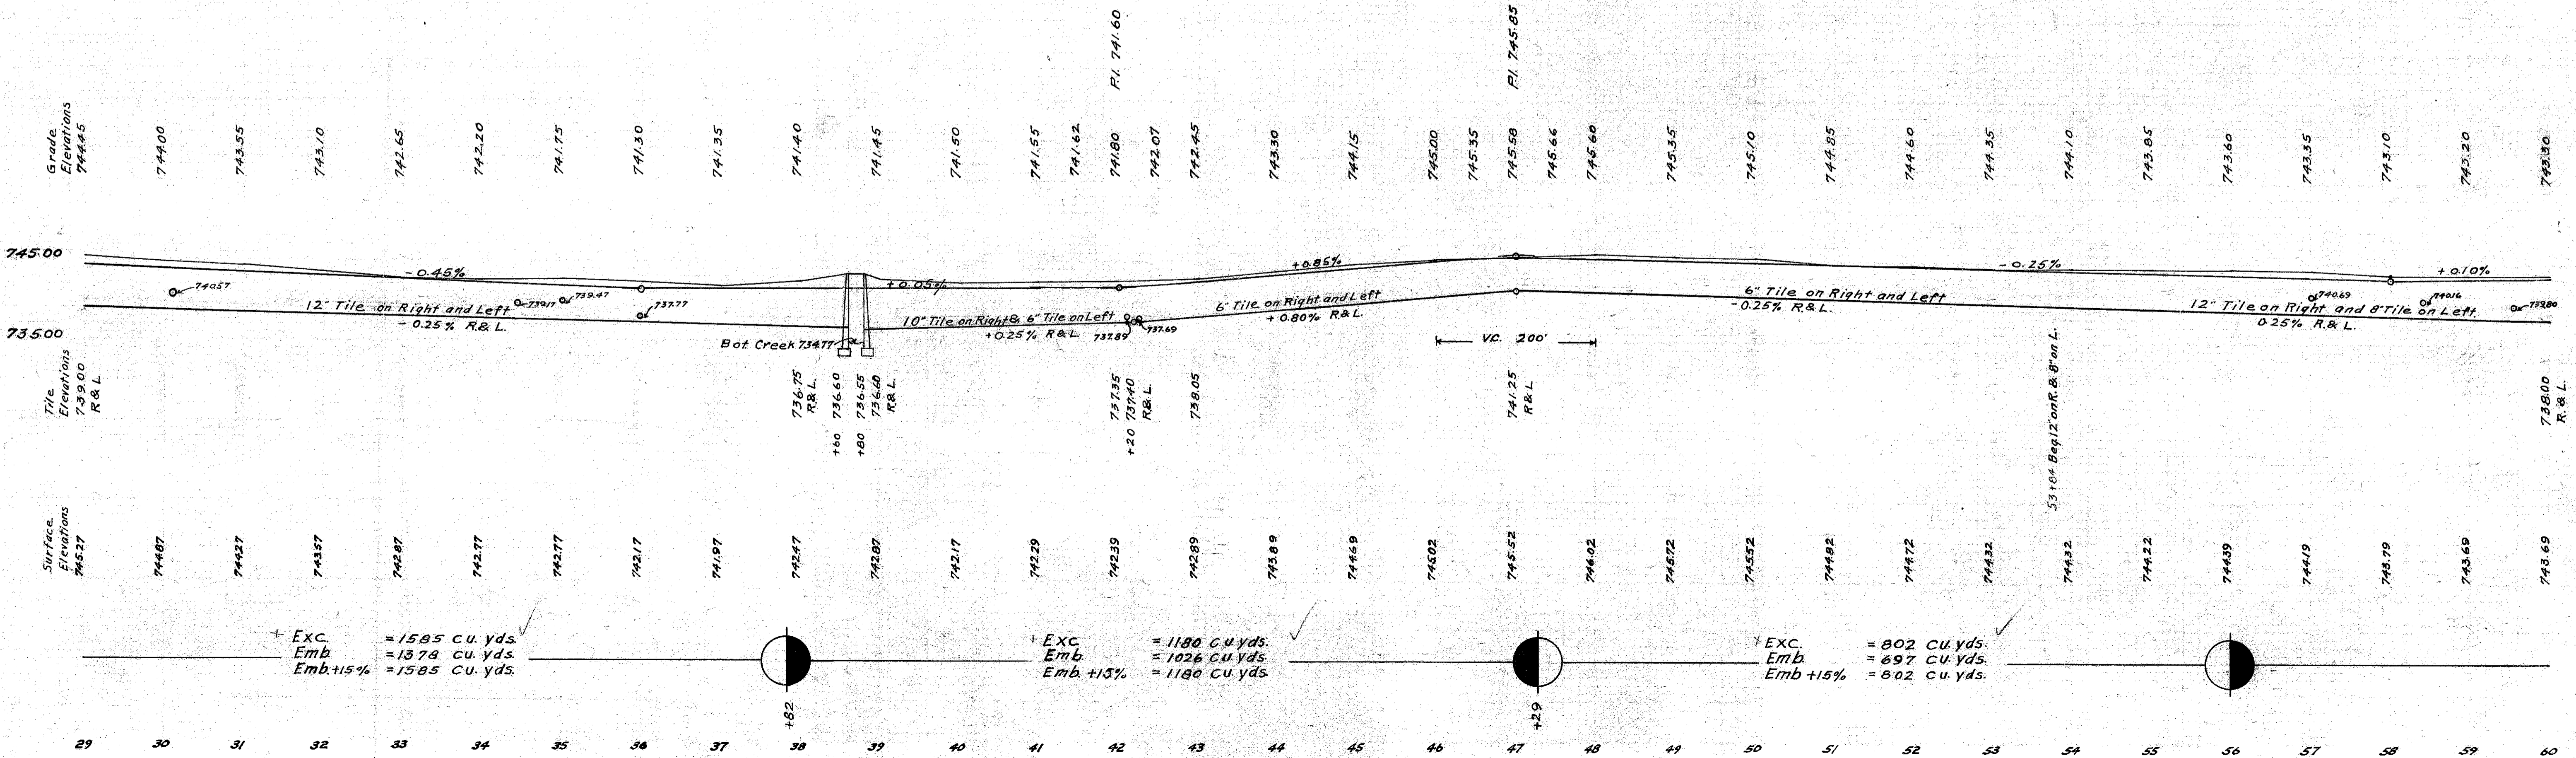 P.I. 741.60
P.I. 745.85
Grade Elevations
744.45 744.00 743.55 743.10 742.65 742.20 741.75 741.30 741.35 741.40 741.45 741.50 741.55 741.62 741.80 742.07 742.45 743.30 744.15 745.00 745.35 745.58 745.66 745.60 745.35 745.10 744.85 744.60 744.35 744.10 743.85 743.60 743.35 743.10 743.20 743.30
745.00
- 0.45%
+0.05%
+0.85%
- 0.25%
+0.10%
740.57
739.17
739.47
737.77
740.69
740.16
739.80
12" Tile on Right and Left
- 0.25% R.& L.
10" Tile on Right & 6" Tile on Left
+0.25% R.& L.
737.89
737.69
6" Tile on Right and Left
+ 0.80% R.& L.
6" Tile on Right and Left
-0.25% R.& L.
12" Tile on Right and 8" Tile on Left.
0.25% R.& L.
735.00
Bot. Creek 734.77
V.C. 200'
Tile Elevations
739.00 R.& L.
736.75 R.& L.
+60 736.60
+80 736.55
736.60 R.& L.
737.35
+20 737.40 R.& L.
738.05
741.25 R & L
53+84 Beg. 12" on R. & 8" on L.
738.00 R. & L.
Surface Elevations
745.27 744.87 744.27 743.57 742.87 742.77 742.77 742.17 741.97 742.47 742.87 742.17 742.29 742.39 742.89 743.89 744.69 745.02 745.52 746.02 745.72 745.52 744.82 744.72 744.32 744.32 744.22 744.39 744.19 743.79 743.69 743.69
+ Exc. = 1585 cu. yds.
Emb. = 1378 cu. yds.
Emb.+15% = 1585 cu. yds.
+ Exc. = 1180 cu yds.
Emb. = 1026 cu yds.
Emb. +15% = 1180 cu. yds.
+ Exc. = 802 cu. yds.
Emb. = 697 cu. yds.
Emb +15% = 802 cu. yds.
+82
+29
29 30 31 32 33 34 35 36 37 38 39 40 41 42 43 44 45 46 47 48 49 50 51 52 53 54 55 56 57 58 59 60